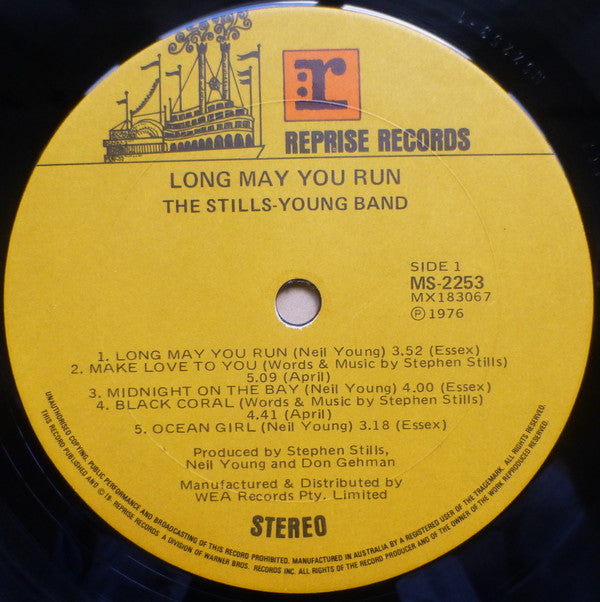 r
REPRISE RECORDS
LONG MAY YOU RUN
THE STILLS-YOUNG BAND
SIDE 1
MS-2253
MX183067
Ⓟ 1976
1. LONG MAY YOU RUN (Neil Young) 3.52 (Essex)
2. MAKE LOVE TO YOU (Words & Music by Stephen Stills)
5.09 (April)
3. MIDNIGHT ON THE BAY (Neil Young) 4.00 (Essex)
4. BLACK CORAL (Words & Music by Stephen Stills)
4.41 (April)
5. OCEAN GIRL (Neil Young) 3.18 (Essex)
Produced by Stephen Stills,
Neil Young and Don Gehman
Manufactured & Distributed by
WEA Records Pty. Limited
STEREO
UNAUTHORISED COPYING, PUBLIC PERFORMANCE AND BROADCASTING OF THIS RECORD PROHIBITED. MANUFACTURED IN AUSTRALIA BY A REGISTERED USER OF THE TRADEMARK. ALL RIGHTS RESERVED.
THIS RECORD PUBLISHED AND © 19- REPRISE RECORDS. A DIVISION OF WARNER BROS. RECORDS INC. ALL RIGHTS OF THE RECORD PRODUCER AND OF THE OWNER OF THE WORK REPRODUCED RESERVED.